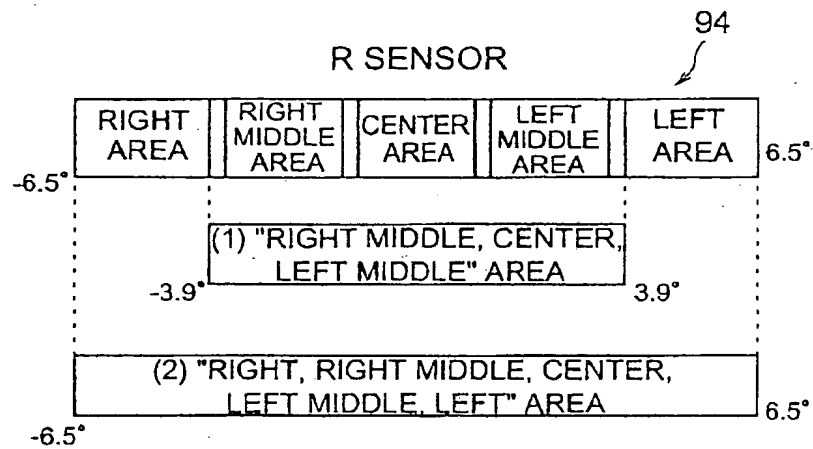 94
R SENSOR
RIGHT AREA
RIGHT MIDDLE AREA
CENTER AREA
LEFT MIDDLE AREA
LEFT AREA
-6.5°
6.5°
(1) "RIGHT MIDDLE, CENTER,
LEFT MIDDLE" AREA
-3.9°
3.9°
(2) "RIGHT, RIGHT MIDDLE, CENTER,
LEFT MIDDLE, LEFT" AREA
-6.5°
6.5°